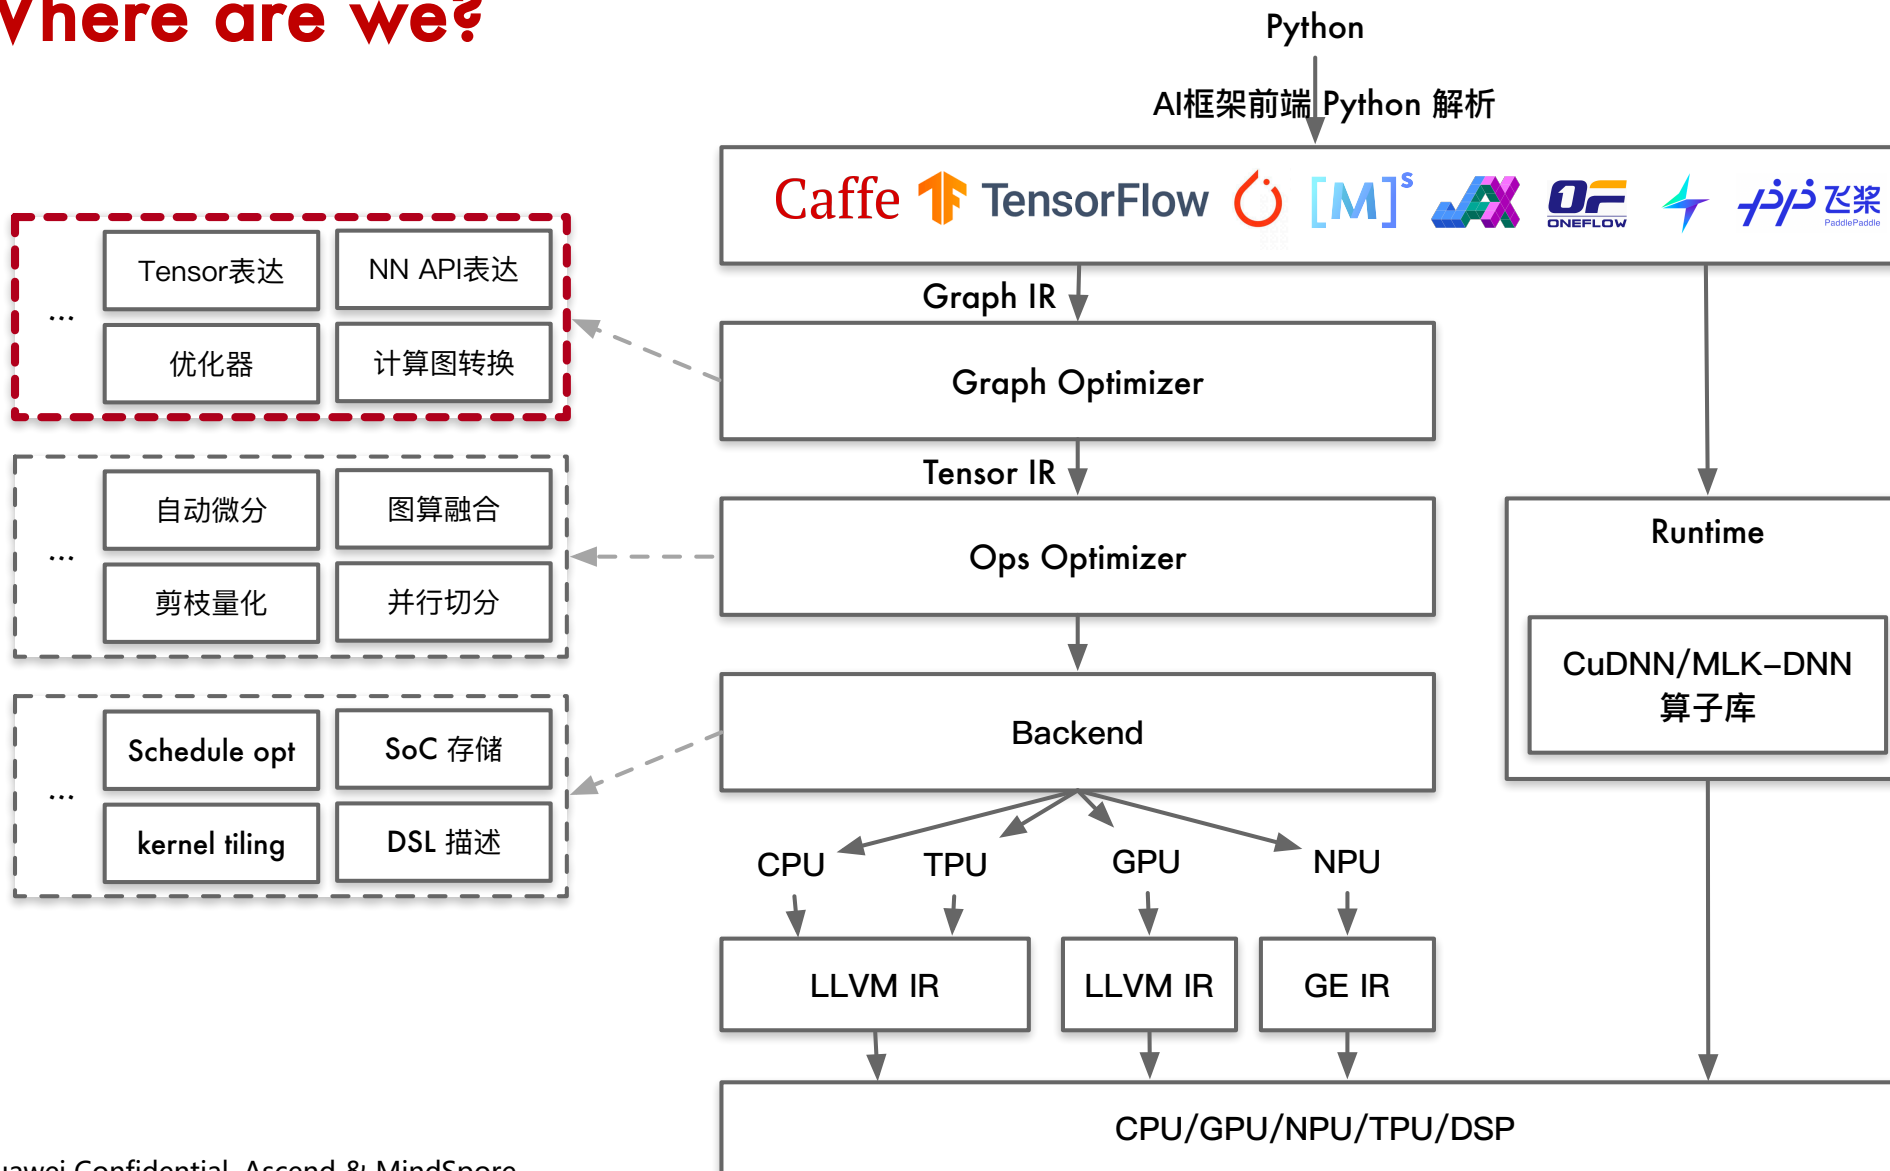 Where are we?
Python
AI框架前端 Python 解析
Caffe TensorFlow [M]s ONEFLOW 飞桨
PaddlePaddle
... Tensor表达 NN API表达
优化器 计算图转换
Graph IR
Graph Optimizer
Tensor IR
... 自动微分 图算融合
剪枝量化 并行切分
Ops Optimizer
Runtime
CuDNN/MLK-DNN
算子库
... Schedule opt SoC 存储
kernel tiling DSL 描述
Backend
CPU TPU GPU NPU
LLVM IR LLVM IR GE IR
CPU/GPU/NPU/TPU/DSP
uawei Confidential Ascend & MindSpore